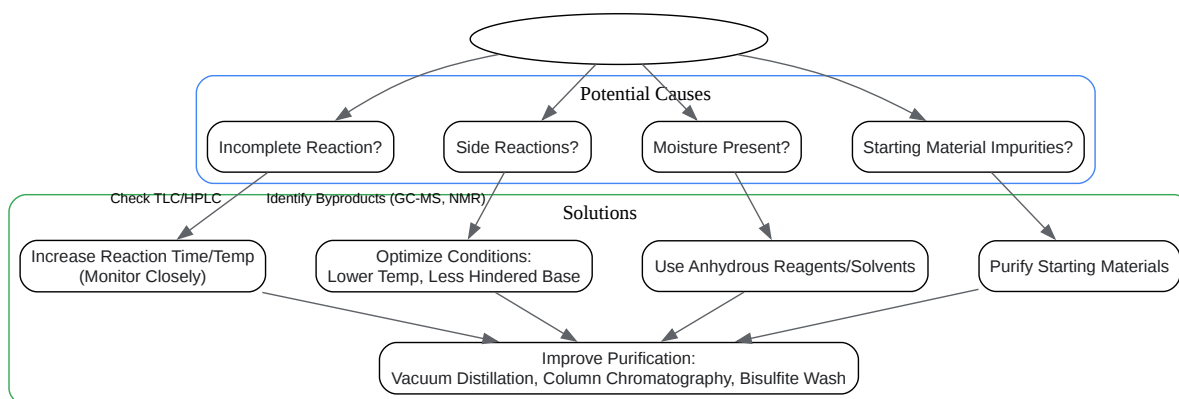 Potential Causes
Incomplete Reaction?
Side Reactions?
Moisture Present?
Starting Material Impurities?
Check TLC/HPLC
Identify Byproducts (GC-MS, NMR)
Solutions
Increase Reaction Time/Temp
(Monitor Closely)
Optimize Conditions:
Lower Temp, Less Hindered Base
Use Anhydrous Reagents/Solvents
Purify Starting Materials
Improve Purification:
Vacuum Distillation, Column Chromatography, Bisulfite Wash